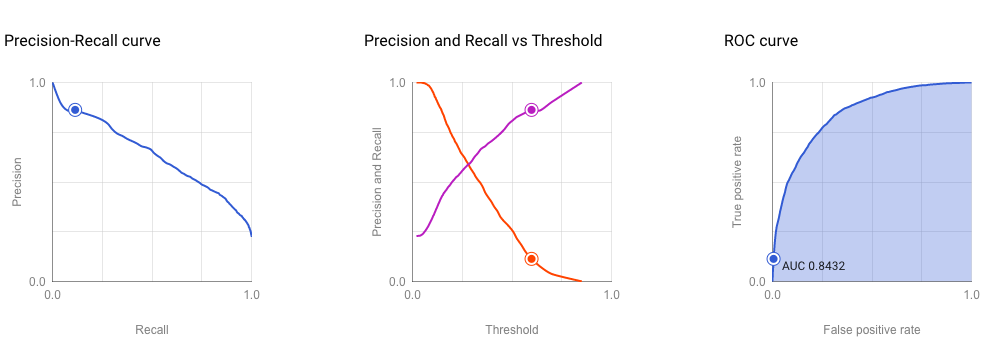 Precision-Recall curve
1.0
Precision
0.0
0.0
1.0
Recall
Precision and Recall vs Threshold
1.0
Precision and Recall
0.0
0.0
1.0
Threshold
ROC curve
1.0
True positive rate
AUC 0.8432
0.0
0.0
1.0
False positive rate